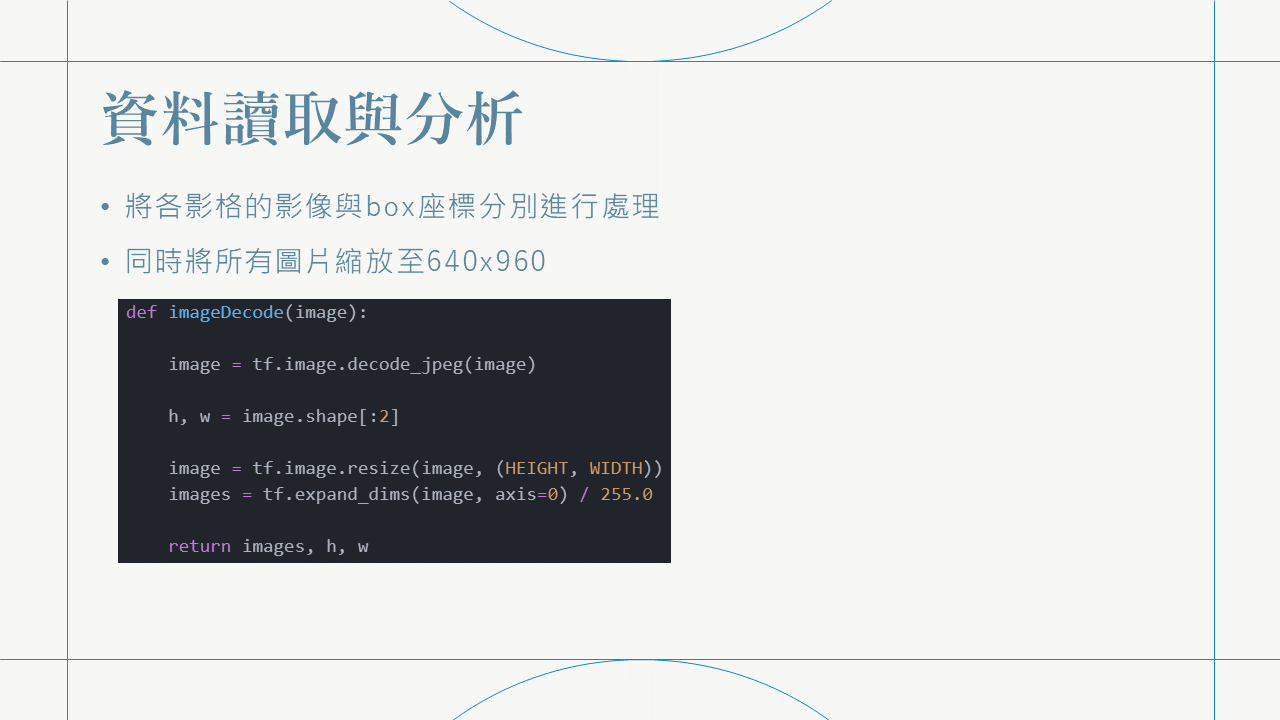 資料讀取與分析
• 將各影格的影像與box座標分別進行處理
• 同時將所有圖片縮放至640x960
def imageDecode(image):
    image = tf.image.decode_jpeg(image)
    h, w = image.shape[:2]
    image = tf.image.resize(image, (HEIGHT, WIDTH))
    images = tf.expand_dims(image, axis=0) / 255.0
    return images, h, w